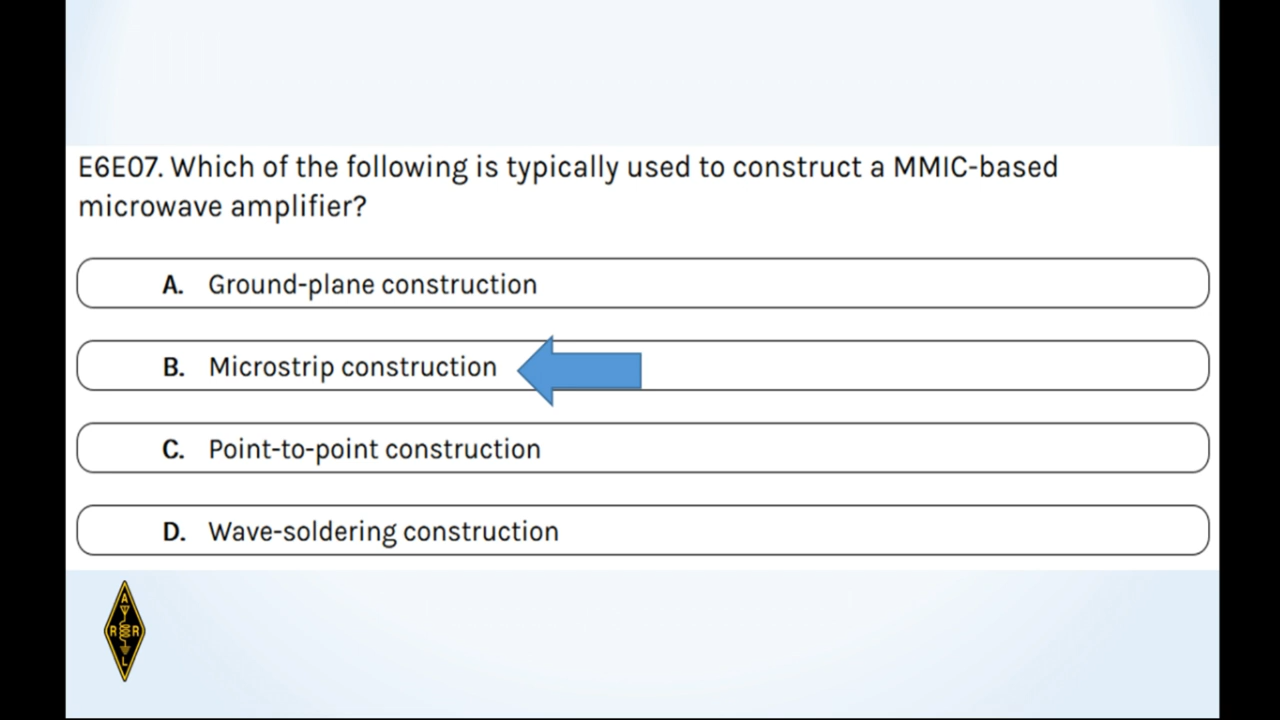 E6E07. Which of the following is typically used to construct a MMIC-based
microwave amplifier?
A. Ground-plane construction
B. Microstrip construction
C. Point-to-point construction
D. Wave-soldering construction
A
R R
L